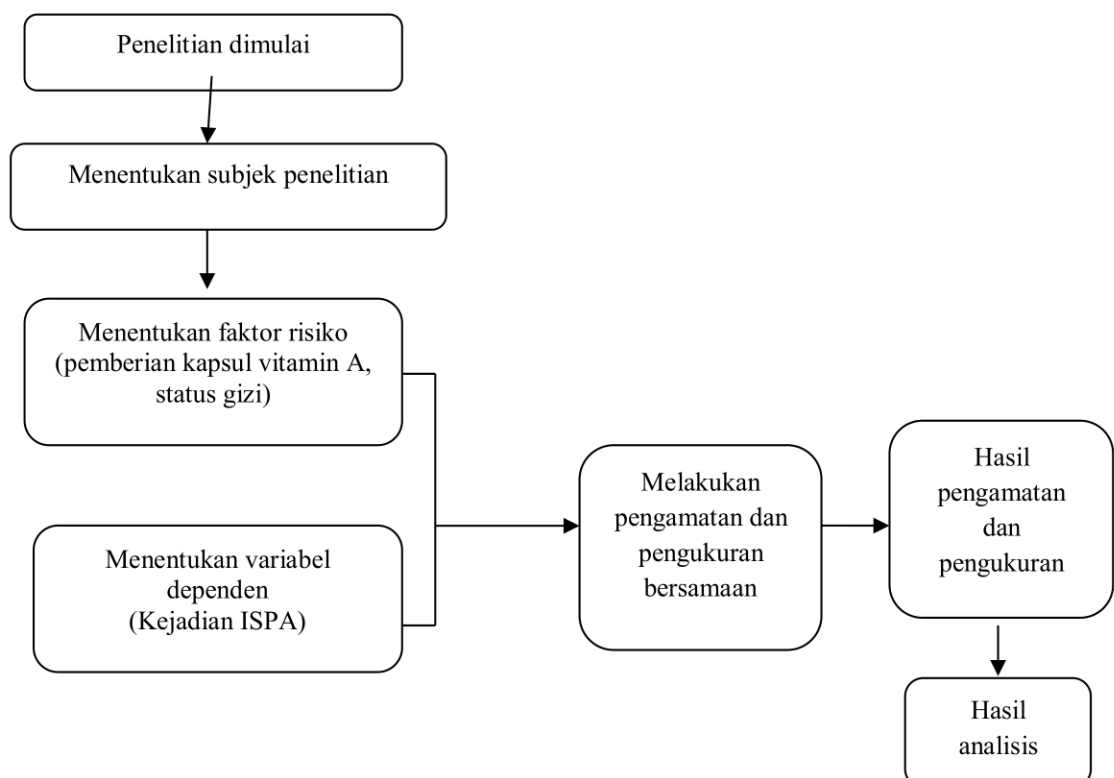 Penelitian dimulai
Menentukan subjek penelitian
Menentukan faktor risiko
(pemberian kapsul vitamin A,
status gizi)
Menentukan variabel
dependen
(Kejadian ISPA)
Melakukan
pengamatan dan
pengukuran
bersamaan
Hasil
pengamatan
dan
pengukuran
Hasil
analisis